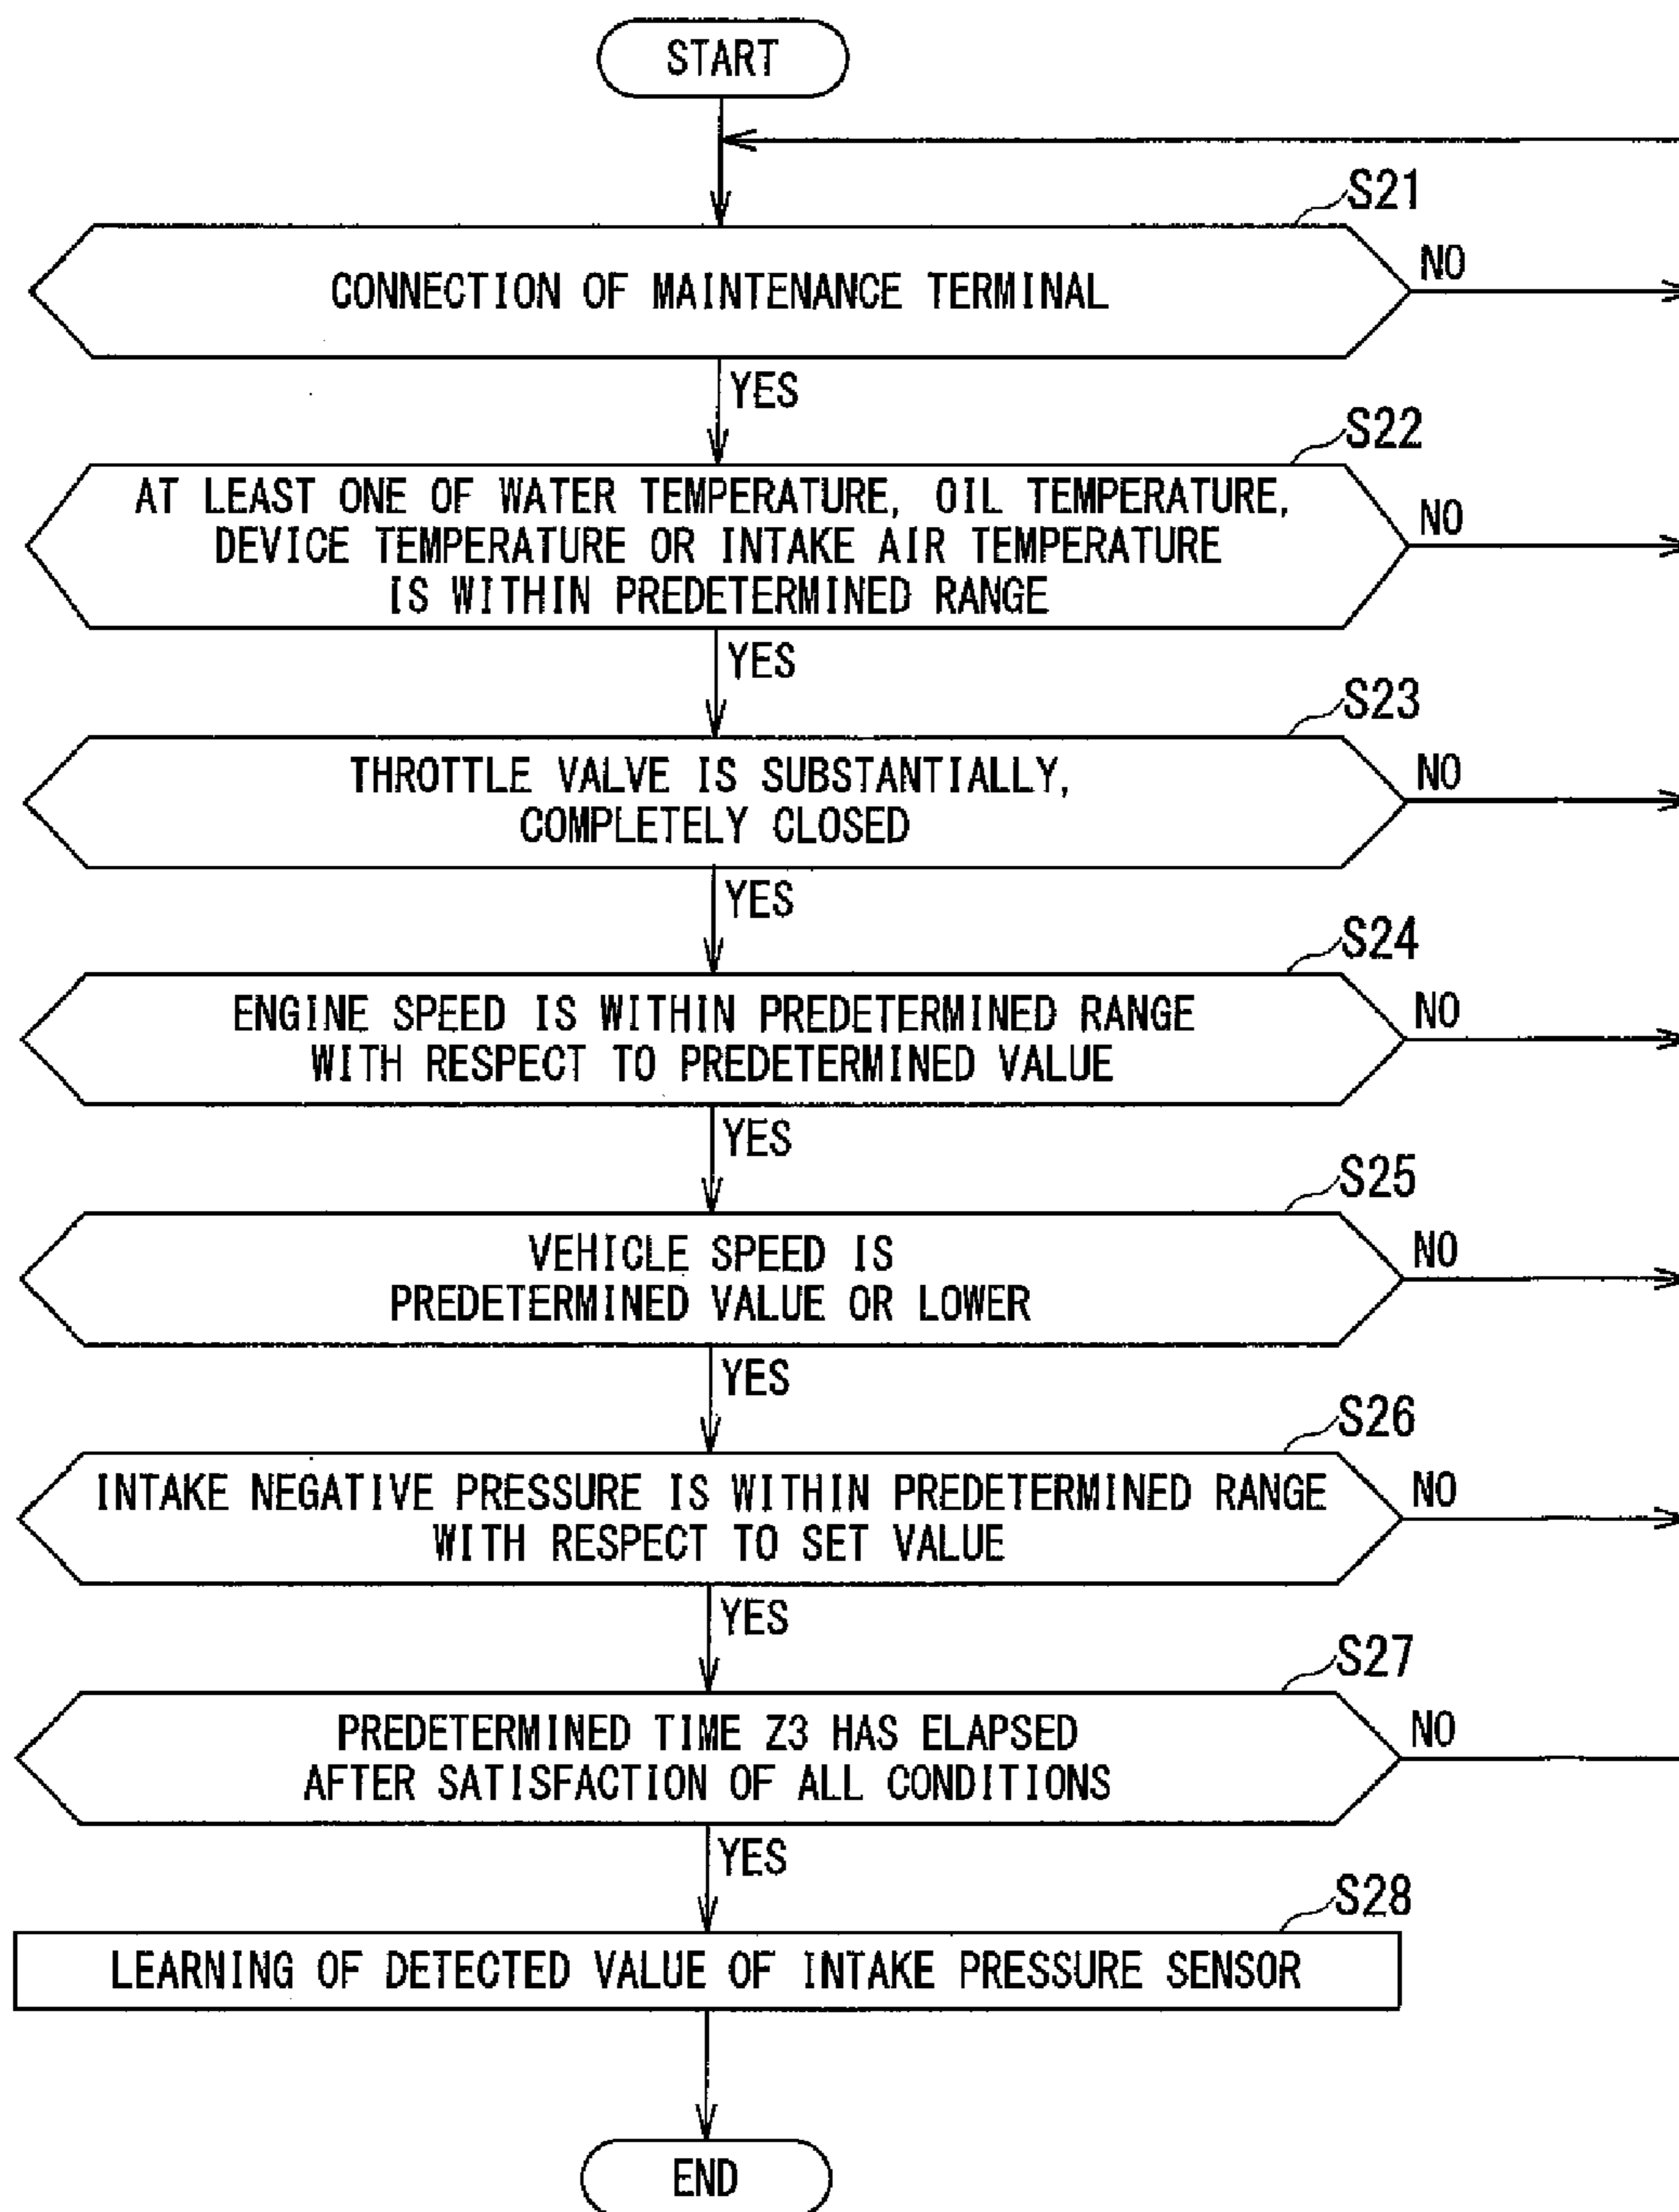 START
S21
CONNECTION OF MAINTENANCE TERMINAL
NO
YES
S22
AT LEAST ONE OF WATER TEMPERATURE, OIL TEMPERATURE,
DEVICE TEMPERATURE OR INTAKE AIR TEMPERATURE
IS WITHIN PREDETERMINED RANGE
NO
YES
S23
THROTTLE VALVE IS SUBSTANTIALLY,
COMPLETELY CLOSED
NO
YES
S24
ENGINE SPEED IS WITHIN PREDETERMINED RANGE
WITH RESPECT TO PREDETERMINED VALUE
NO
YES
S25
VEHICLE SPEED IS
PREDETERMINED VALUE OR LOWER
NO
YES
S26
INTAKE NEGATIVE PRESSURE IS WITHIN PREDETERMINED RANGE
WITH RESPECT TO SET VALUE
NO
YES
S27
PREDETERMINED TIME Z3 HAS ELAPSED
AFTER SATISFACTION OF ALL CONDITIONS
NO
YES
S28
LEARNING OF DETECTED VALUE OF INTAKE PRESSURE SENSOR
END